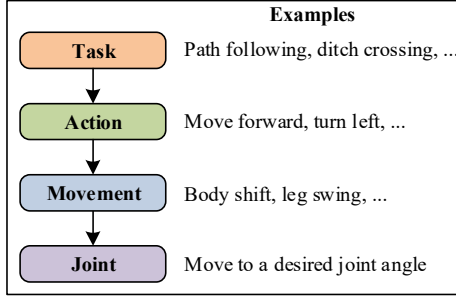 Examples
Task Path following, ditch crossing, ...
Action Move forward, turn left, ...
Movement Body shift, leg swing, ...
Joint Move to a desired joint angle